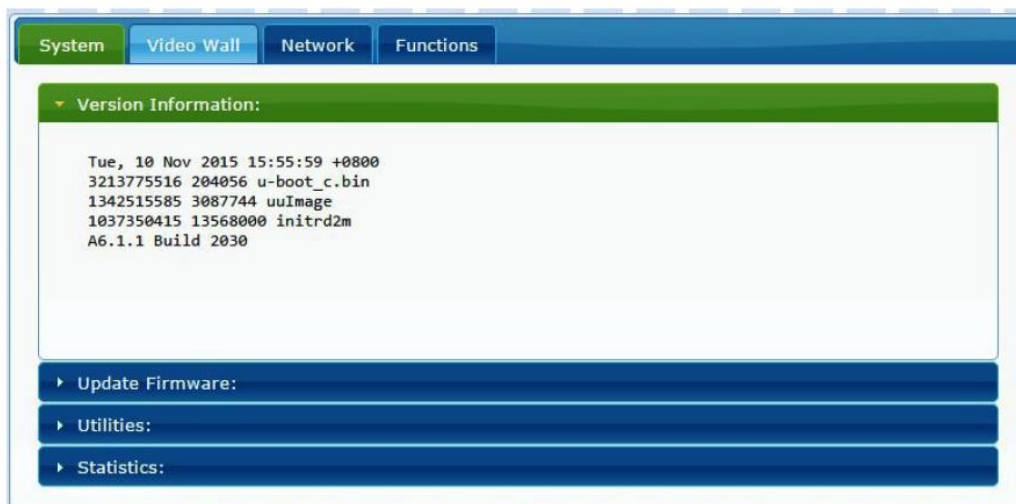 System Video Wall Network Functions
Version Information:
Tue, 10 Nov 2015 15:55:59 +0800
3213775516 204056 u-boot_c.bin
1342515585 3087744 uuImage
1037350415 13568000 initrd2m
A6.1.1 Build 2030
Update Firmware:
Utilities:
Statistics: